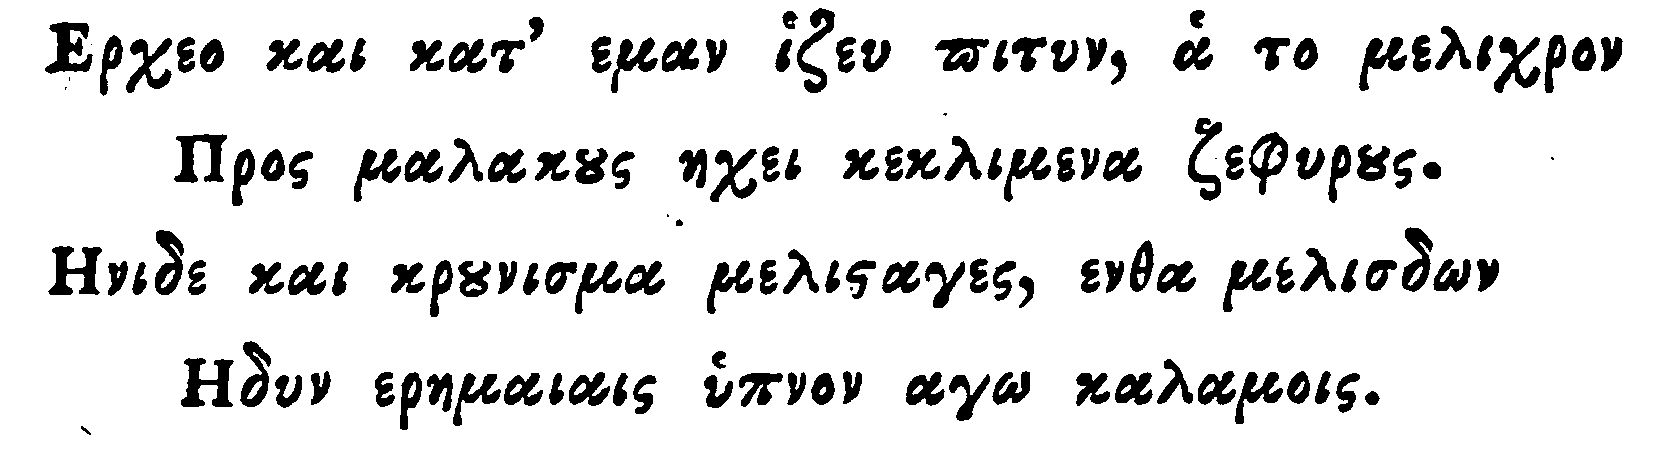 Ερχεο και κατ’ εμαν ἱζευ ϖιτυν, ἁ το μελιχρον
Προς μαλακȣς ηχει κεκλιμενα ζεφυρȣς.
Ηνιδε και κρȣνισμα μελιϛαγες, ενθα μελισδων
Ηδυν ερημαιαις ὑπνον αγω καλαμοις.